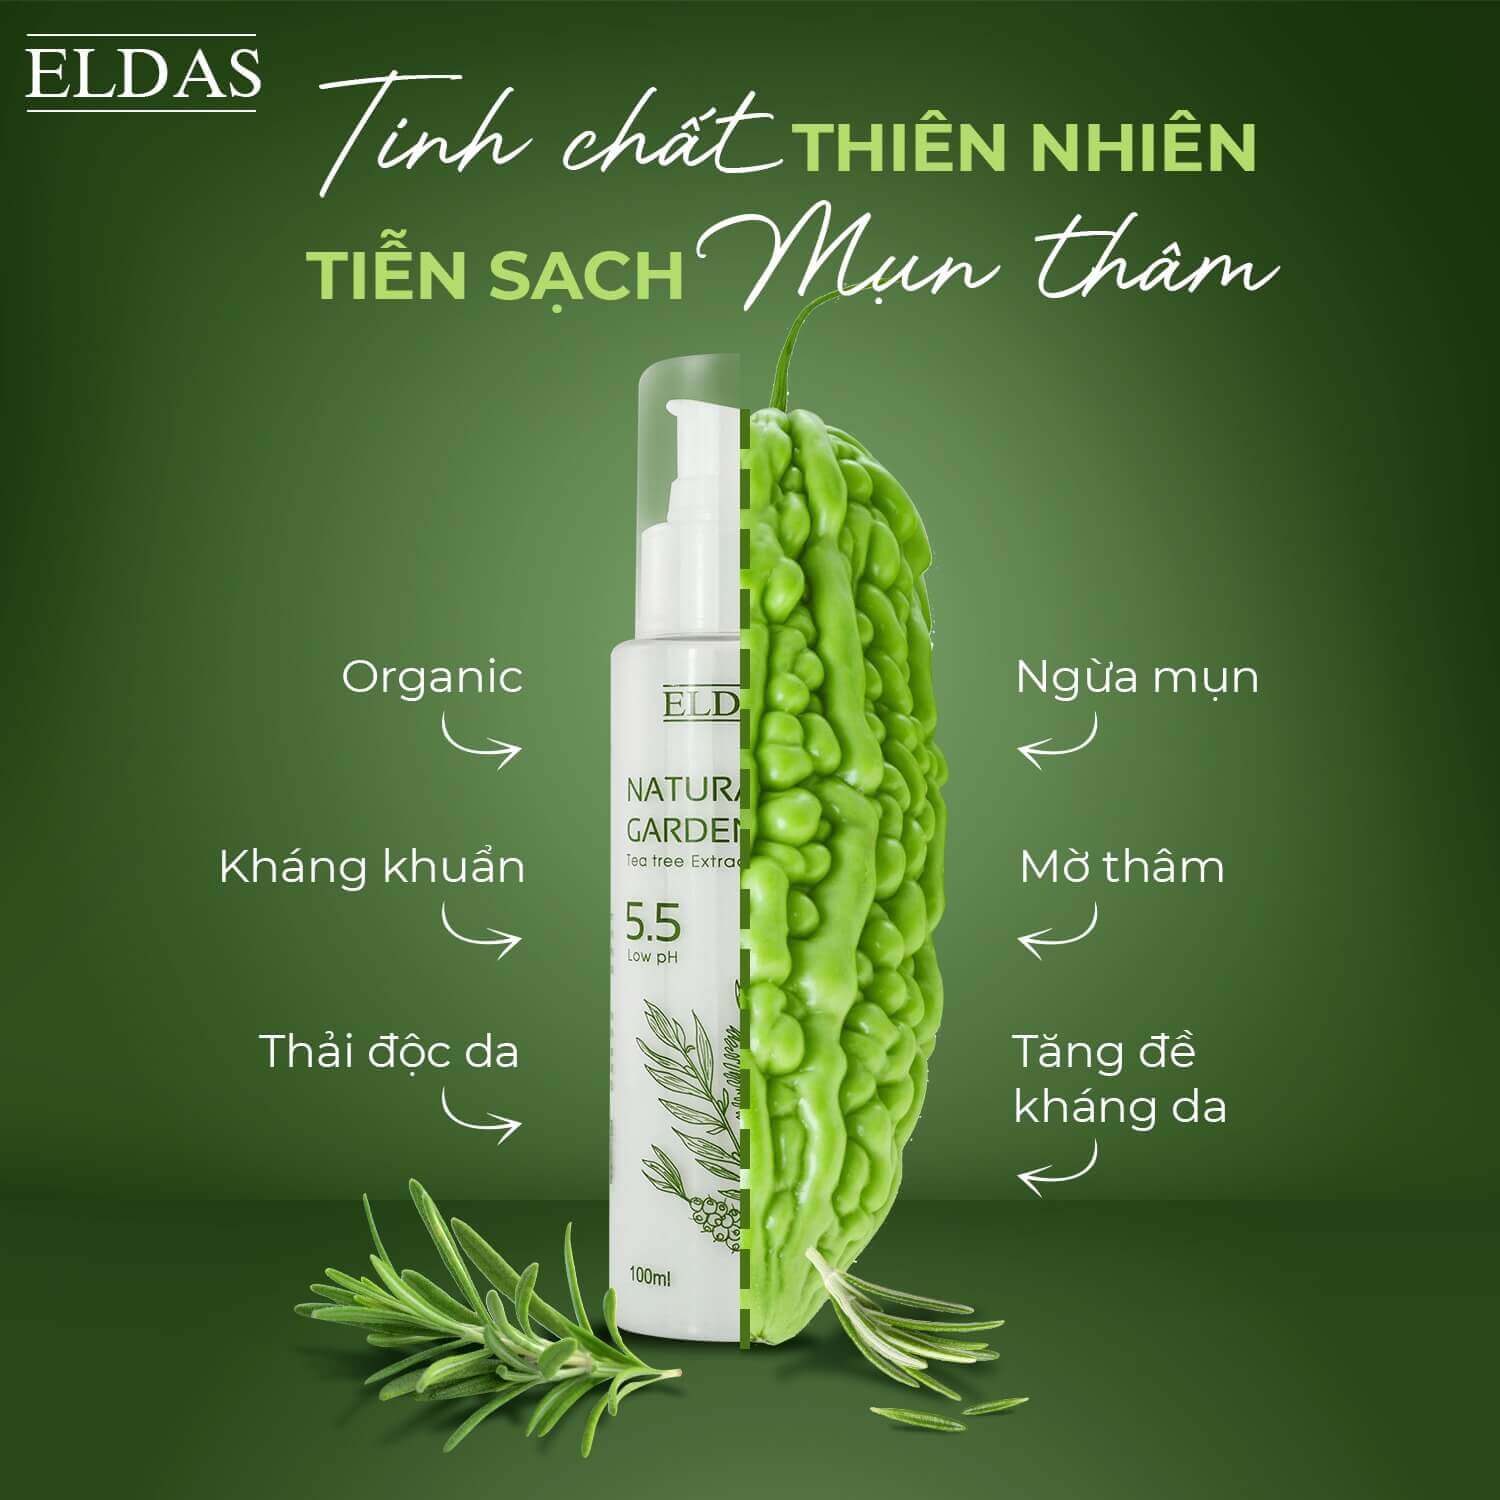 ELDAS
Tinh chất THIÊN NHIÊN
TIỄN SẠCH Mụn thâm
Organic
Kháng khuẩn
Thải độc da
Ngừa mụn
Mờ thâm
Tăng đề
kháng da
ELD
NATURA
GARDEN
Tea tree Extrac
5.5
Low pH
100ml